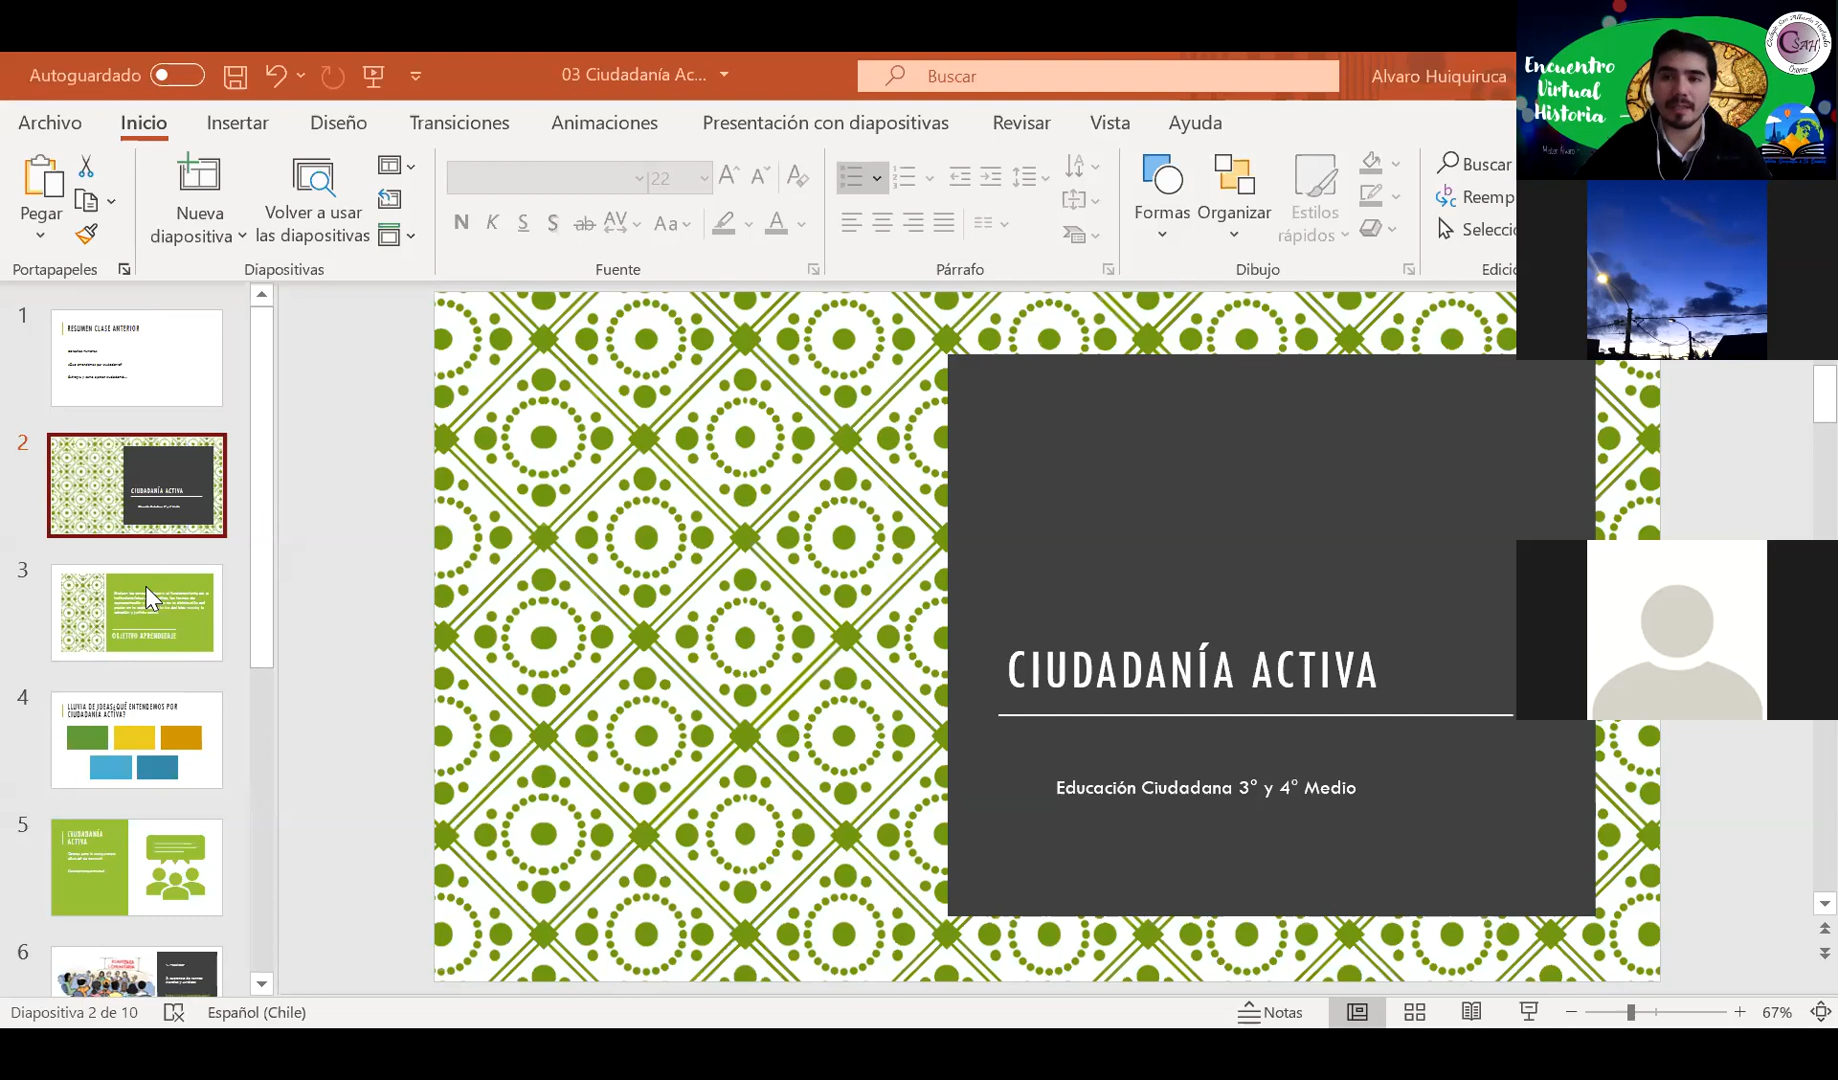 Autoguardado
03 Ciudadanía Ac...
Buscar
Alvaro Huiquiruca
Archivo
Inicio
Insertar
Diseño
Transiciones
Animaciones
Presentación con diapositivas
Revisar
Vista
Ayuda
Pegar
Nueva
diapositiva
Volver a usar
las diapositivas
22
N K S S ab AV Aa A
Formas
Organizar
Estilos
rápidos
Buscar
Reemp
Selecci
Portapapeles
Diapositivas
Fuente
Párrafo
Dibujo
Edici
Encuentro
Virtual
Historia
CSAH
1
RESUMEN CLASE ANTERIOR
2
CIUDADANÍA ACTIVA
3
OBJETIVO APRENDIZAJE
4
LLUVIA DE IDEAS¿QUÉ ENTENDEMOS POR
CIUDADANÍA ACTIVA?
5
CIUDADANÍA
ACTIVA
6
CIUDADANÍA ACTIVA
Educación Ciudadana 3° y 4° Medio
Diapositiva 2 de 10
Español (Chile)
Notas
67%